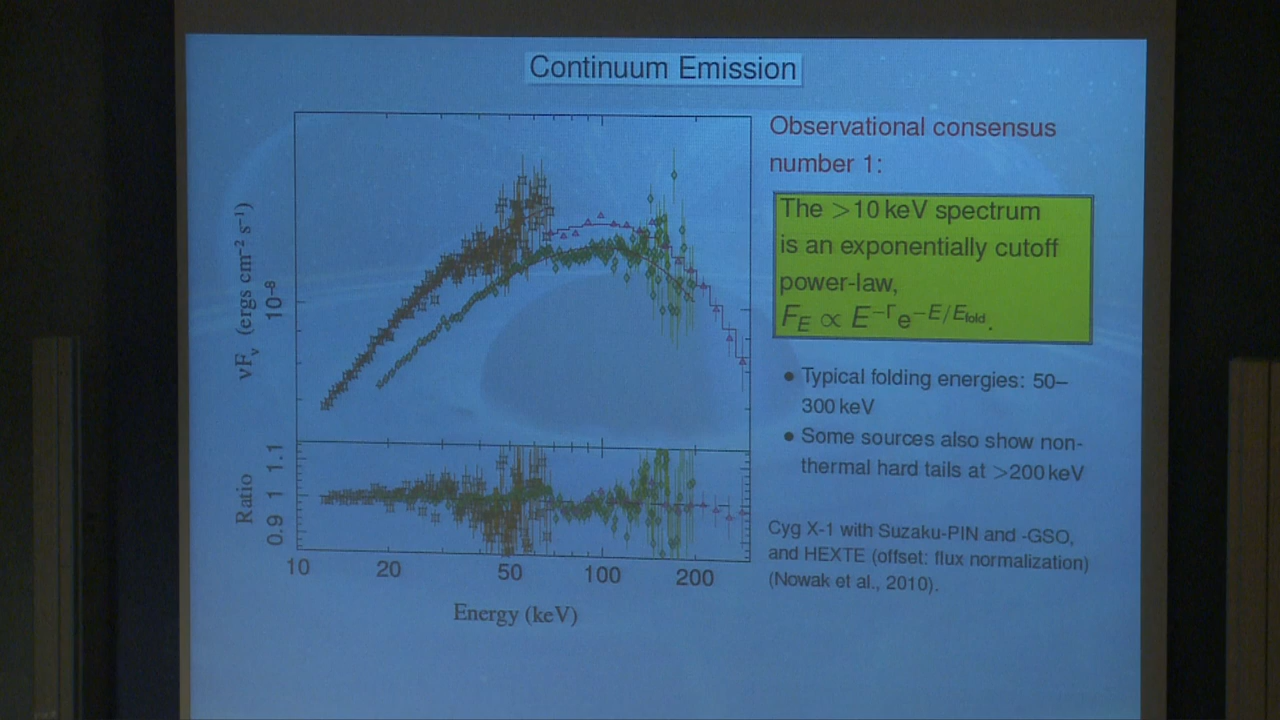 Continuum Emission
Observational consensus
number 1:
The >10 keV spectrum
is an exponentially cutoff
power-law,
F_E ∝ E^−Γ e^−E/E_fold.
• Typical folding energies: 50–
300 keV
• Some sources also show non-
thermal hard tails at >200 keV
Cyg X-1 with Suzaku-PIN and -GSO,
and HEXTE (offset: flux normalization)
(Nowak et al., 2010).
νF_ν (ergs cm⁻² s⁻¹)
10⁻⁸
Ratio
0.9 1 1.1
10 20 50 100 200
Energy (keV)